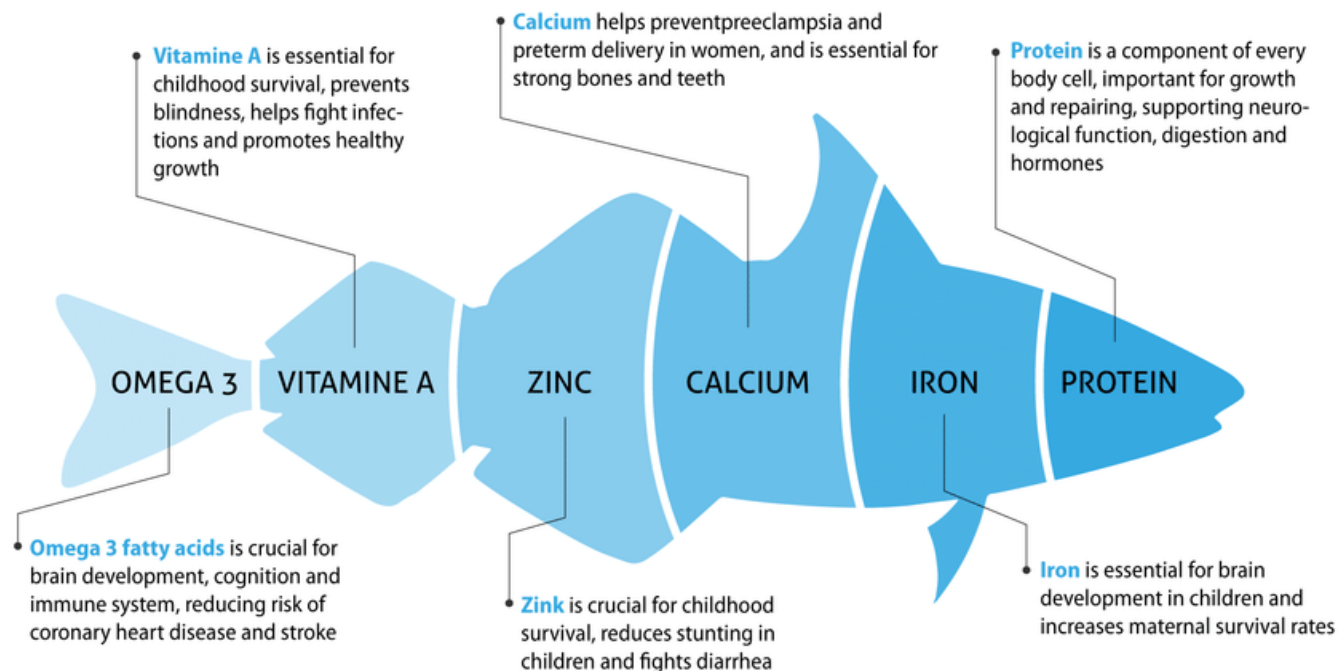 Vitamine A is essential for
childhood survival, prevents
blindness, helps fight infec-
tions and promotes healthy
growth
Calcium helps preventpreeclampsia and
preterm delivery in women, and is essential for
strong bones and teeth
Protein is a component of every
body cell, important for growth
and repairing, supporting neuro-
logical function, digestion and
hormones
OMEGA 3
VITAMINE A
ZINC
CALCIUM
IRON
PROTEIN
Omega 3 fatty acids is crucial for
brain development, cognition and
immune system, reducing risk of
coronary heart disease and stroke
Zink is crucial for childhood
survival, reduces stunting in
children and fights diarrhea
Iron is essential for brain
development in children and
increases maternal survival rates